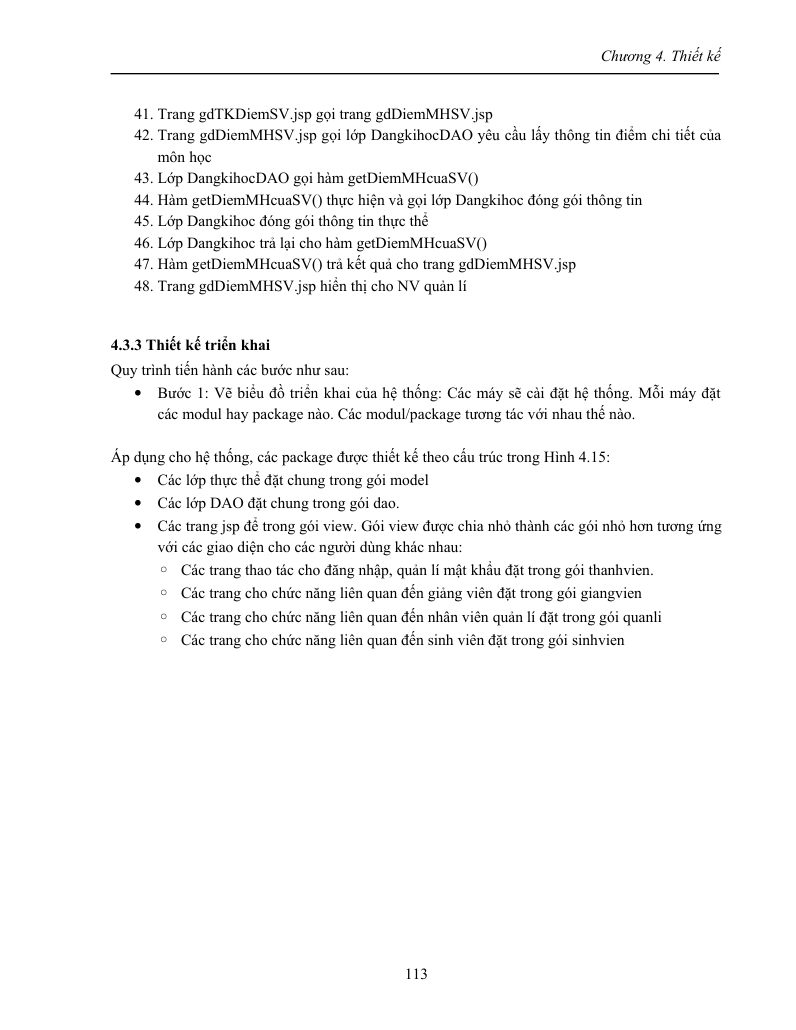 Chương 4. Thiết kế
41. Trang gdTKDiemSV.jsp gọi trang gdDiemMHSV.jsp
42. Trang gdDiemMHSV.jsp gọi lớp DangkihocDAO yêu cầu lấy thông tin điểm chi tiết của
môn học
43. Lớp DangkihocDAO gọi hàm getDiemMHcuaSV()
44. Hàm getDiemMHcuaSV() thực hiện và gọi lớp Dangkihoc đóng gói thông tin
45. Lớp Dangkihoc đóng gói thông tin thực thể
46. Lớp Dangkihoc trả lại cho hàm getDiemMHcuaSV()
47. Hàm getDiemMHcuaSV() trả kết quả cho trang gdDiemMHSV.jsp
48. Trang gdDiemMHSV.jsp hiển thị cho NV quản lí
4.3.3 Thiết kế triển khai
Quy trình tiến hành các bước như sau:
• Bước 1: Vẽ biểu đồ triển khai của hệ thống: Các máy sẽ cài đặt hệ thống. Mỗi máy đặt
các modul hay package nào. Các modul/package tương tác với nhau thế nào.
Áp dụng cho hệ thống, các package được thiết kế theo cấu trúc trong Hình 4.15:
• Các lớp thực thể đặt chung trong gói model
• Các lớp DAO đặt chung trong gói dao.
• Các trang jsp để trong gói view. Gói view được chia nhỏ thành các gói nhỏ hơn tương ứng
với các giao diện cho các người dùng khác nhau:
○ Các trang thao tác cho đăng nhập, quản lí mật khẩu đặt trong gói thanhvien.
○ Các trang cho chức năng liên quan đến giảng viên đặt trong gói giangvien
○ Các trang cho chức năng liên quan đến nhân viên quản lí đặt trong gói quanli
○ Các trang cho chức năng liên quan đến sinh viên đặt trong gói sinhvien
113